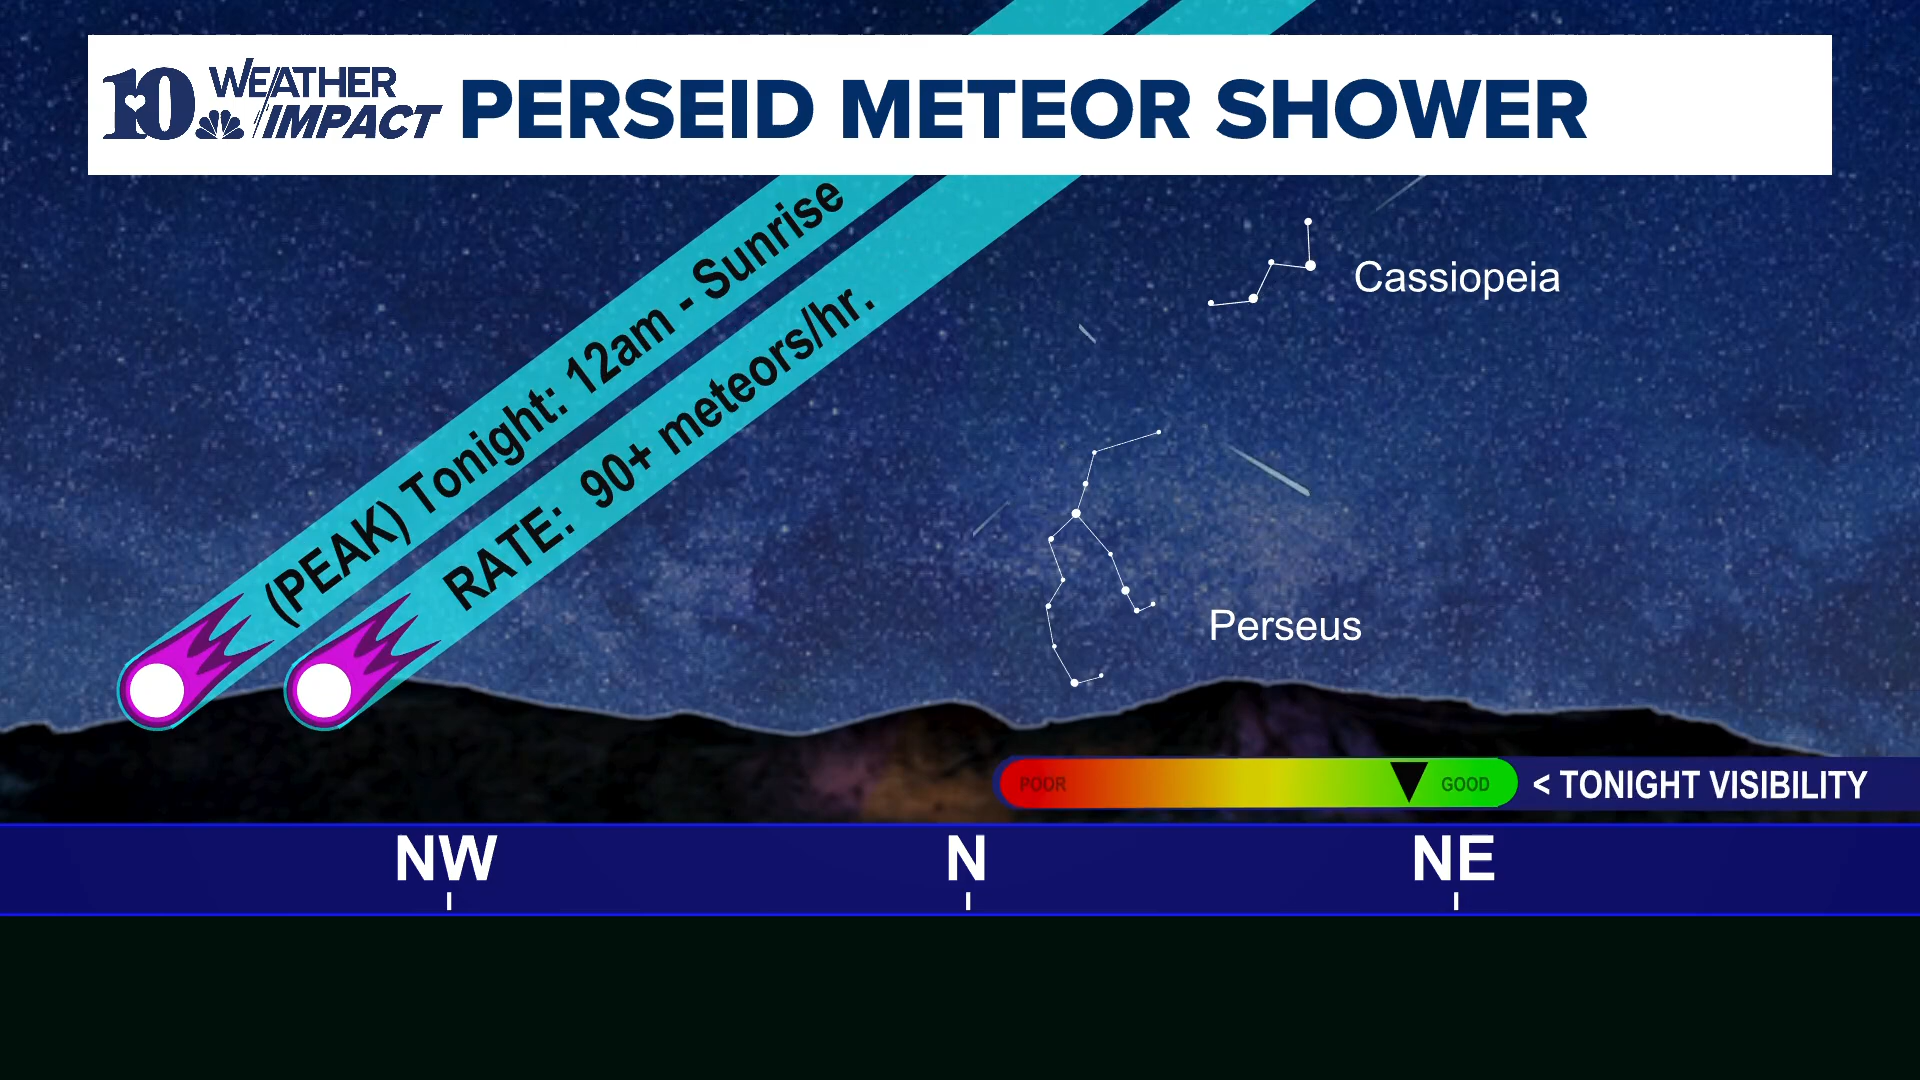 10 WEATHER IMPACT
PERSEID METEOR SHOWER
(PEAK) Tonight: 12am - Sunrise
RATE: 90+ meteors/hr.
Cassiopeia
Perseus
POOR
GOOD
< TONIGHT VISIBILITY
NW
N
NE